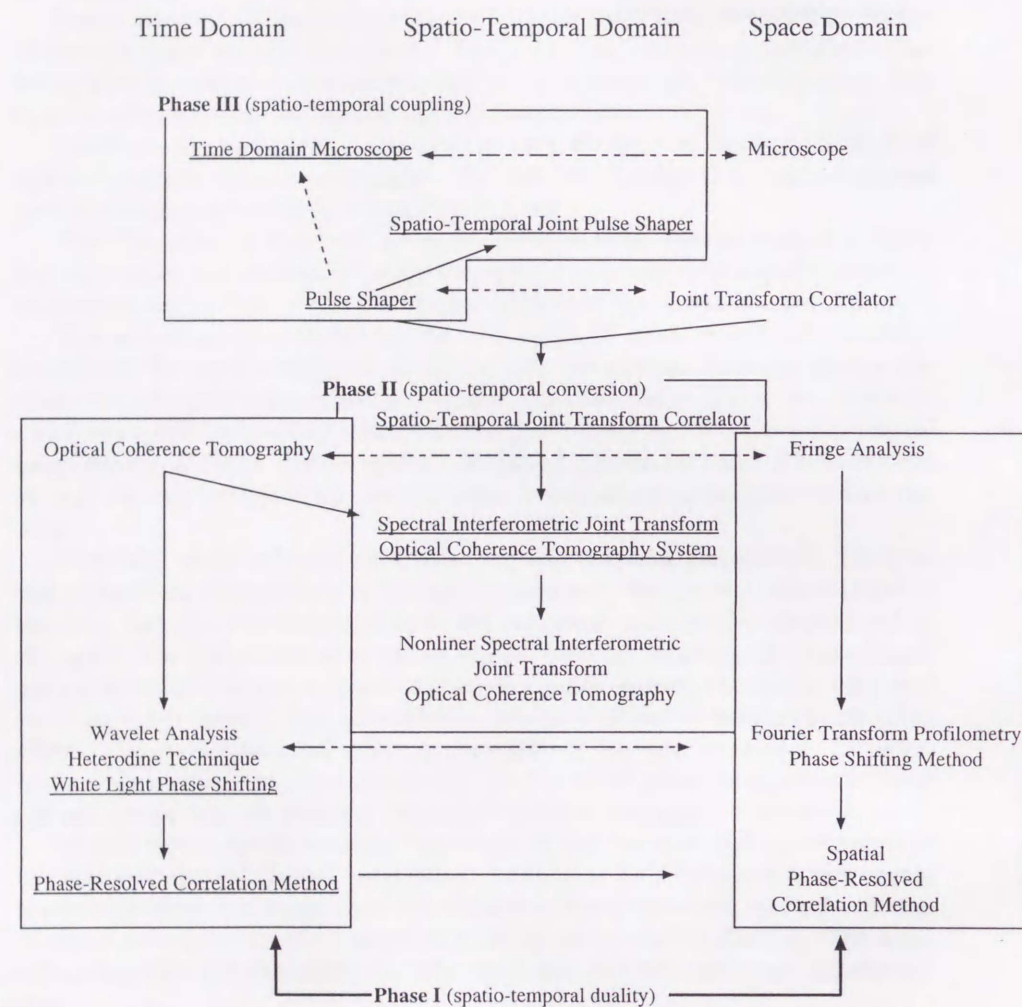 Time Domain
Spatio-Temporal Domain
Space Domain
Phase III (spatio-temporal coupling)
Time Domain Microscope
Microscope
Spatio-Temporal Joint Pulse Shaper
Pulse Shaper
Joint Transform Correlator
Phase II (spatio-temporal conversion)
Spatio-Temporal Joint Transform Correlator
Optical Coherence Tomography
Fringe Analysis
Spectral Interferometric Joint Transform
Optical Coherence Tomography System
Nonliner Spectral Interferometric
Joint Transform
Optical Coherence Tomography
Wavelet Analysis
Heterodine Techinique
White Light Phase Shifting
Fourier Transform Profilometry
Phase Shifting Method
Phase-Resolved Correlation Method
Spatial
Phase-Resolved
Correlation Method
Phase I (spatio-temporal duality)